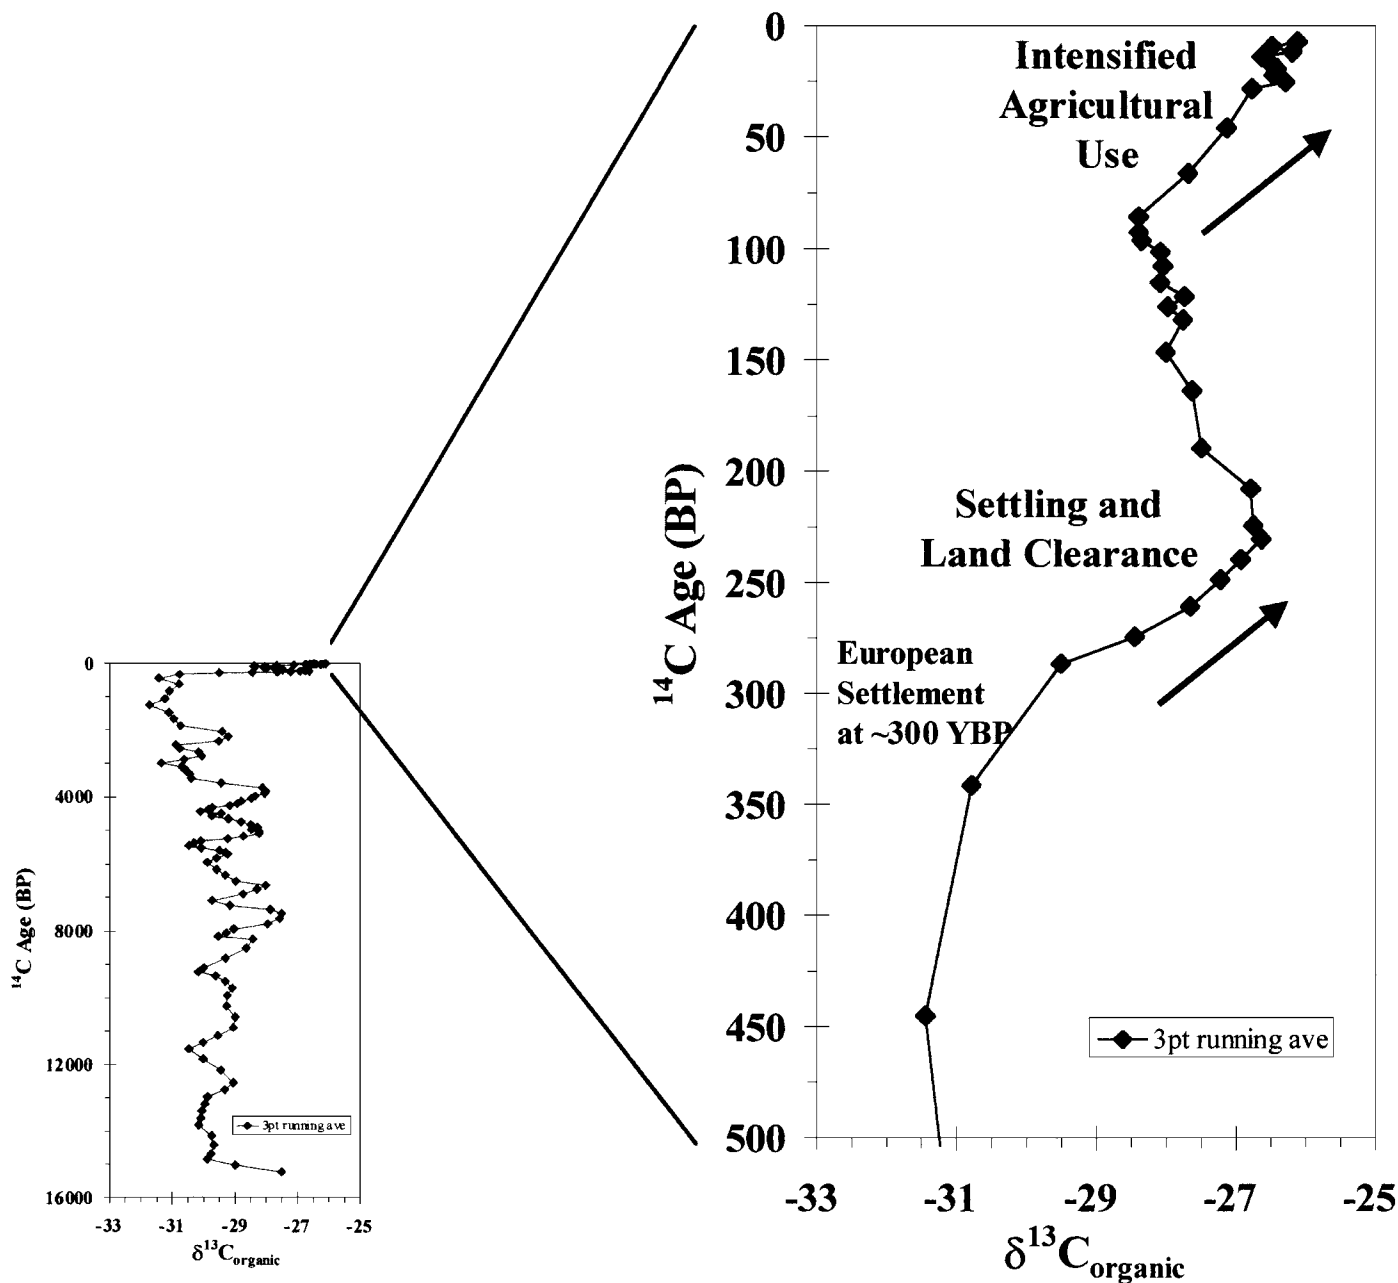 0
Intensified
Agricultural
Use
50
100
150
200
Settling and
Land Clearance
250
European
Settlement
at ~300 YBP
300
350
400
450
500
3pt running ave
-33
-31
-29
-27
-25
¹⁴C Age (BP)
δ¹³Corganic
0
4000
8000
12000
16000
3pt running ave
-33
-31
-29
-27
-25
¹⁴C Age (BP)
δ¹³Corganic